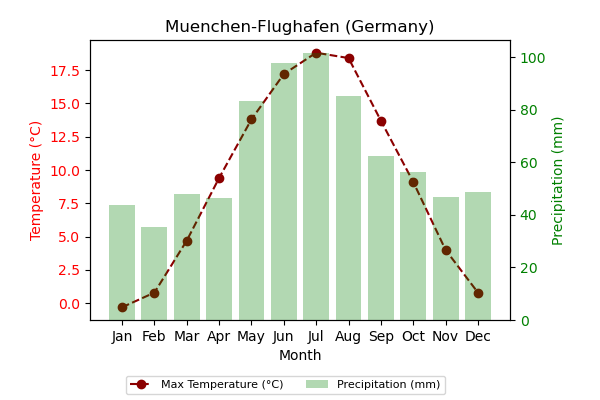 Muenchen-Flughafen (Germany)
17.5
15.0
12.5
10.0
7.5
5.0
2.5
0.0
Temperature (°C)
100
80
60
40
20
0
Precipitation (mm)
Jan Feb Mar Apr May Jun Jul Aug Sep Oct Nov Dec
Month
Max Temperature (°C) Precipitation (mm)